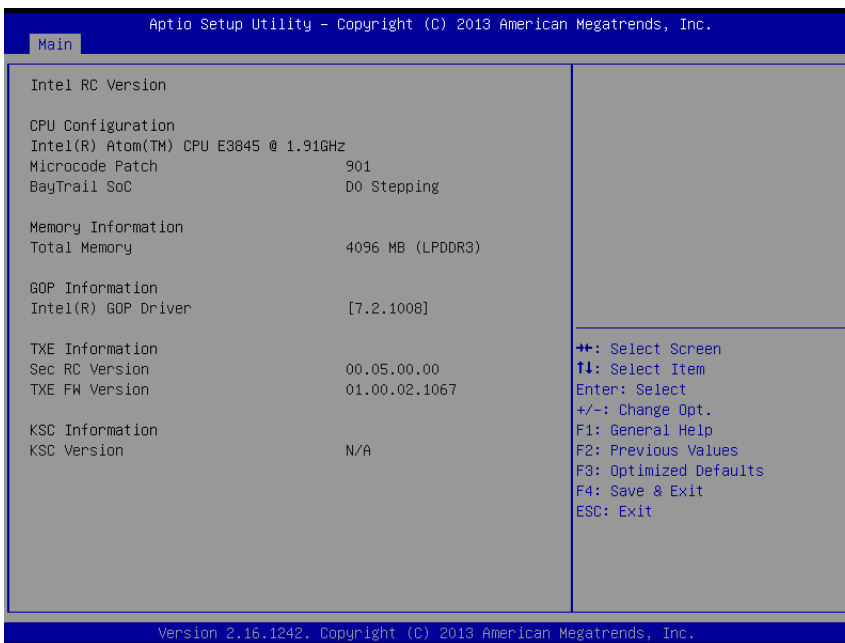 Aptio Setup Utility – Copyright (C) 2013 American Megatrends, Inc.
Main
Intel RC Version
CPU Configuration
Intel(R) Atom(TM) CPU E3845 @ 1.91GHz
Microcode Patch 901
BayTrail SoC D0 Stepping
Memory Information
Total Memory 4096 MB (LPDDR3)
GOP Information
Intel(R) GOP Driver [7.2.1008]
TXE Information
Sec RC Version 00.05.00.00
TXE FW Version 01.00.02.1067
KSC Information
KSC Version N/A
→←: Select Screen
↑↓: Select Item
Enter: Select
+/-: Change Opt.
F1: General Help
F2: Previous Values
F3: Optimized Defaults
F4: Save & Exit
ESC: Exit
Version 2.16.1242. Copyright (C) 2013 American Megatrends, Inc.